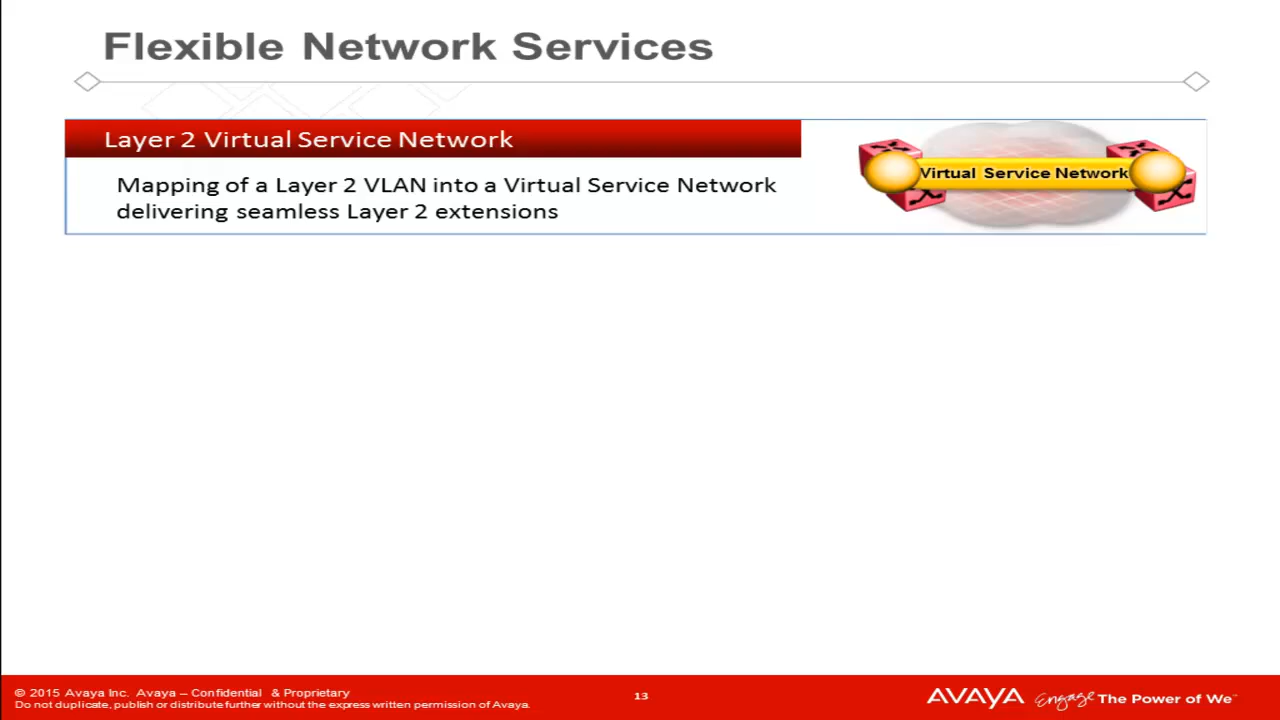 Flexible Network Services
Layer 2 Virtual Service Network
Mapping of a Layer 2 VLAN into a Virtual Service Network
delivering seamless Layer 2 extensions
Virtual Service Network
© 2015 Avaya Inc. Avaya – Confidential & Proprietary
Do not duplicate, publish or distribute further without the express written permission of Avaya.
13
AVAYA Engage The Power of We™